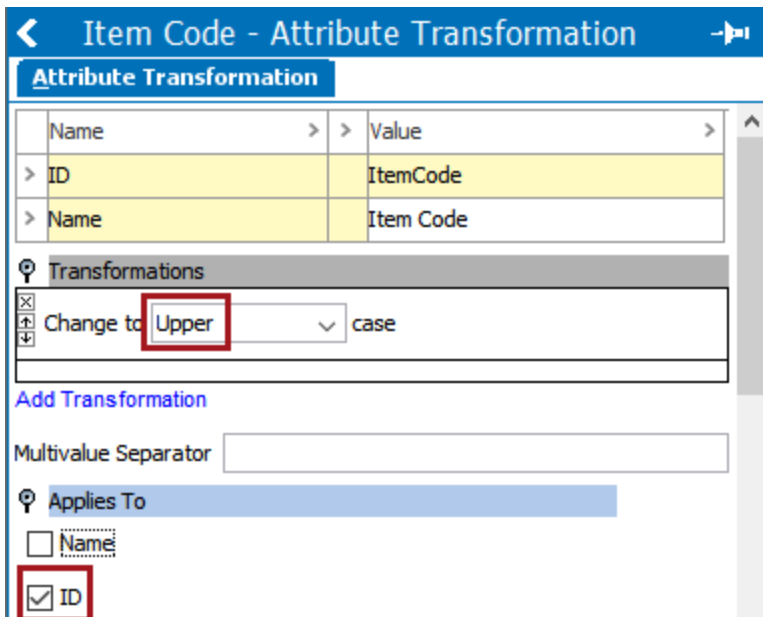 Item Code - Attribute Transformation
Attribute Transformation
Name > > Value >
> ID ItemCode
> Name Item Code
Transformations
Change to Upper case
Add Transformation
Multivalue Separator
Applies To
Name
ID